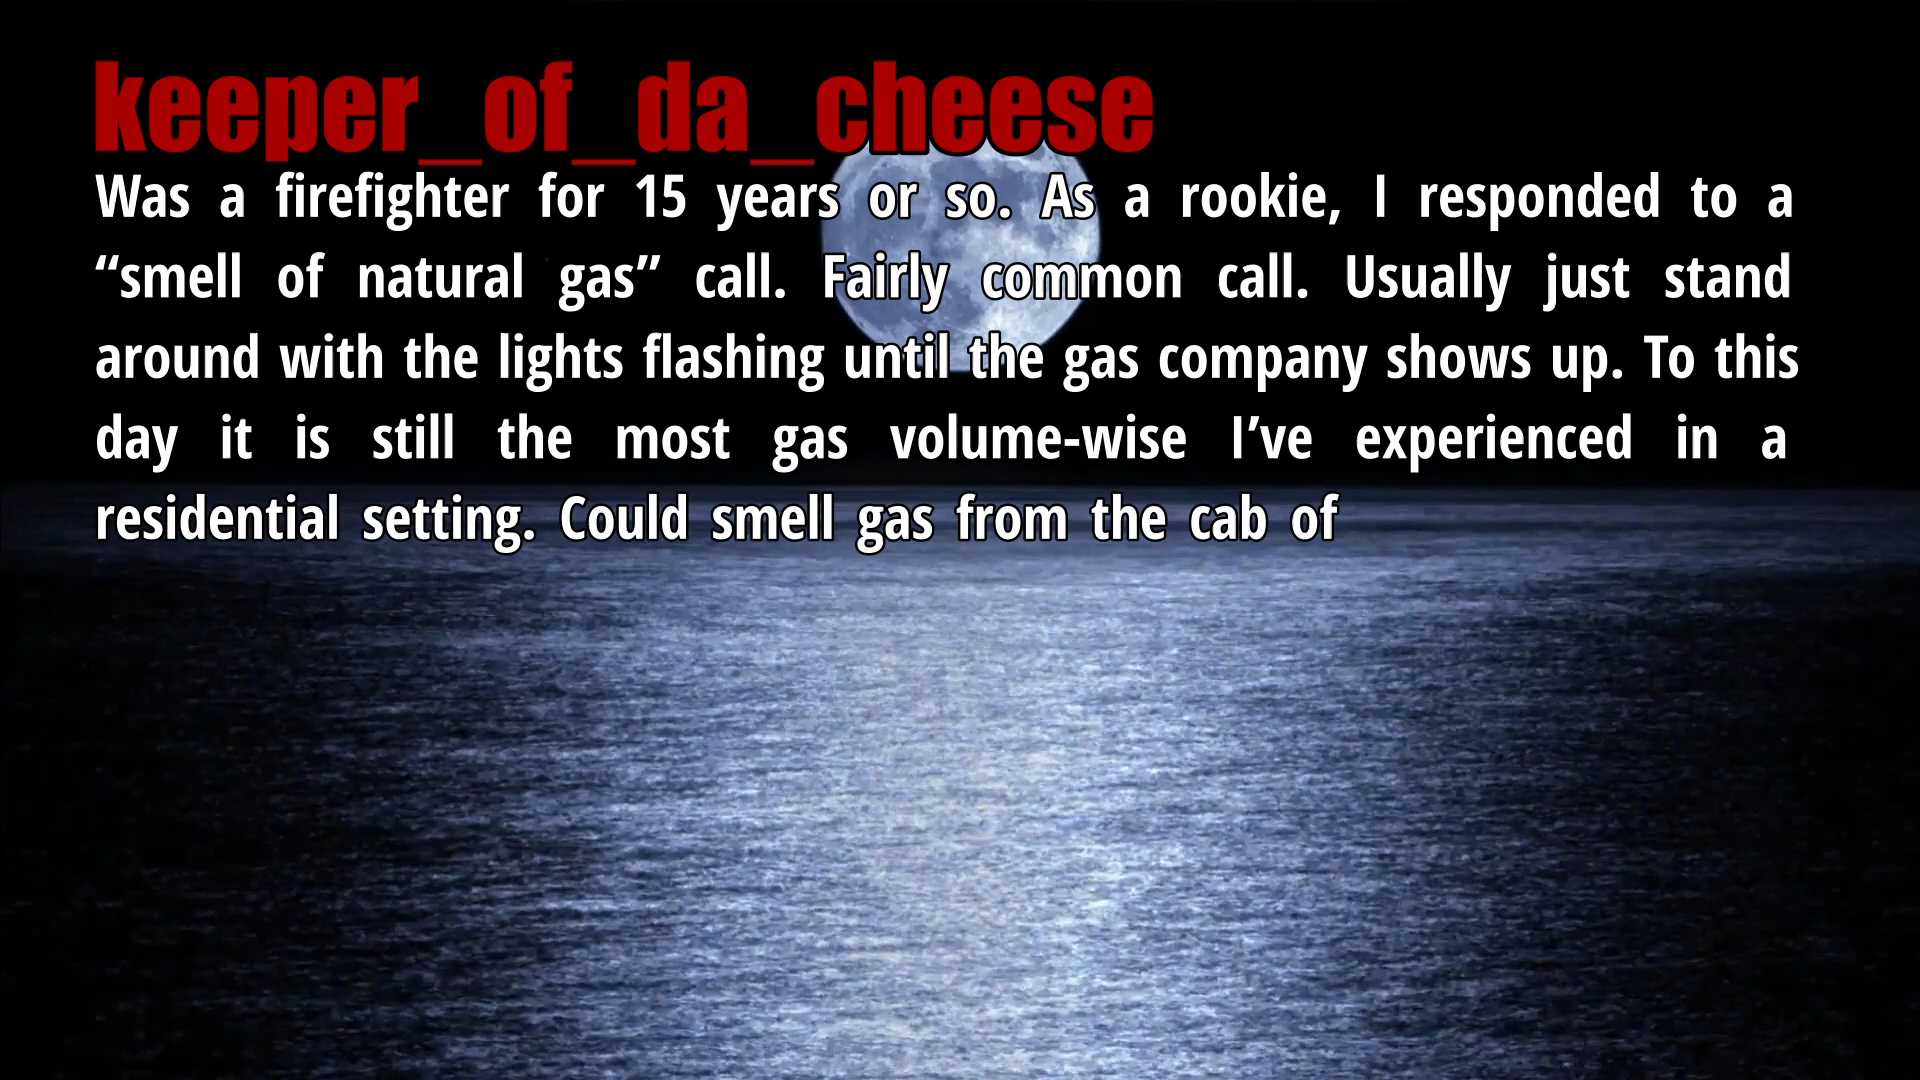 keeper_of_da_cheese
Was a firefighter for 15 years or so. As a rookie, I responded to a
“smell of natural gas” call. Fairly common call. Usually just stand
around with the lights flashing until the gas company shows up. To this
day it is still the most gas volume-wise I’ve experienced in a
residential setting. Could smell gas from the cab of